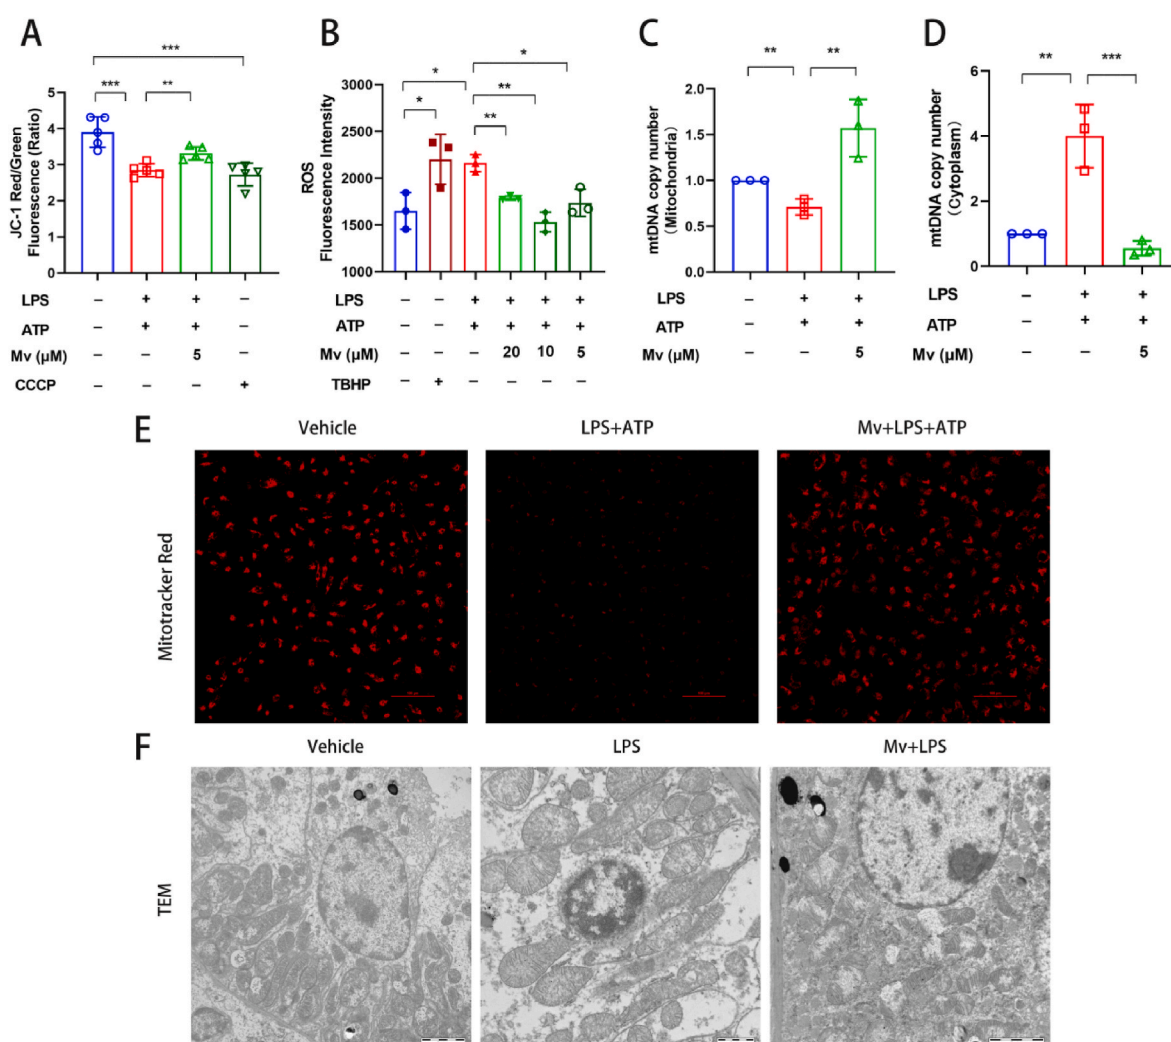 A
***
***
**
JC-1 Red/Green
Fluorescence (Ratio)
5
4
3
2
1
0
LPS – + + –
ATP – + + –
Mv (μM) – – 5 –
CCCP – – – +
B
*
*
*
**
**
ROS
Fluorescence Intensity
3000
2500
2000
1500
1000
LPS – – + + + +
ATP – – + + + +
Mv (μM) – – – 20 10 5
TBHP – + – – – –
C
** **
mtDNA copy number
(Mitochondria)
2.0
1.5
1.0
0.5
0.0
LPS – + +
ATP – + +
Mv (μM) – – 5
D
** ***
mtDNA copy number
(Cytoplasm)
6
4
2
0
LPS – + +
ATP – + +
Mv (μM) – – 5
E
Vehicle LPS+ATP Mv+LPS+ATP
Mitotracker Red
F
Vehicle LPS Mv+LPS
TEM